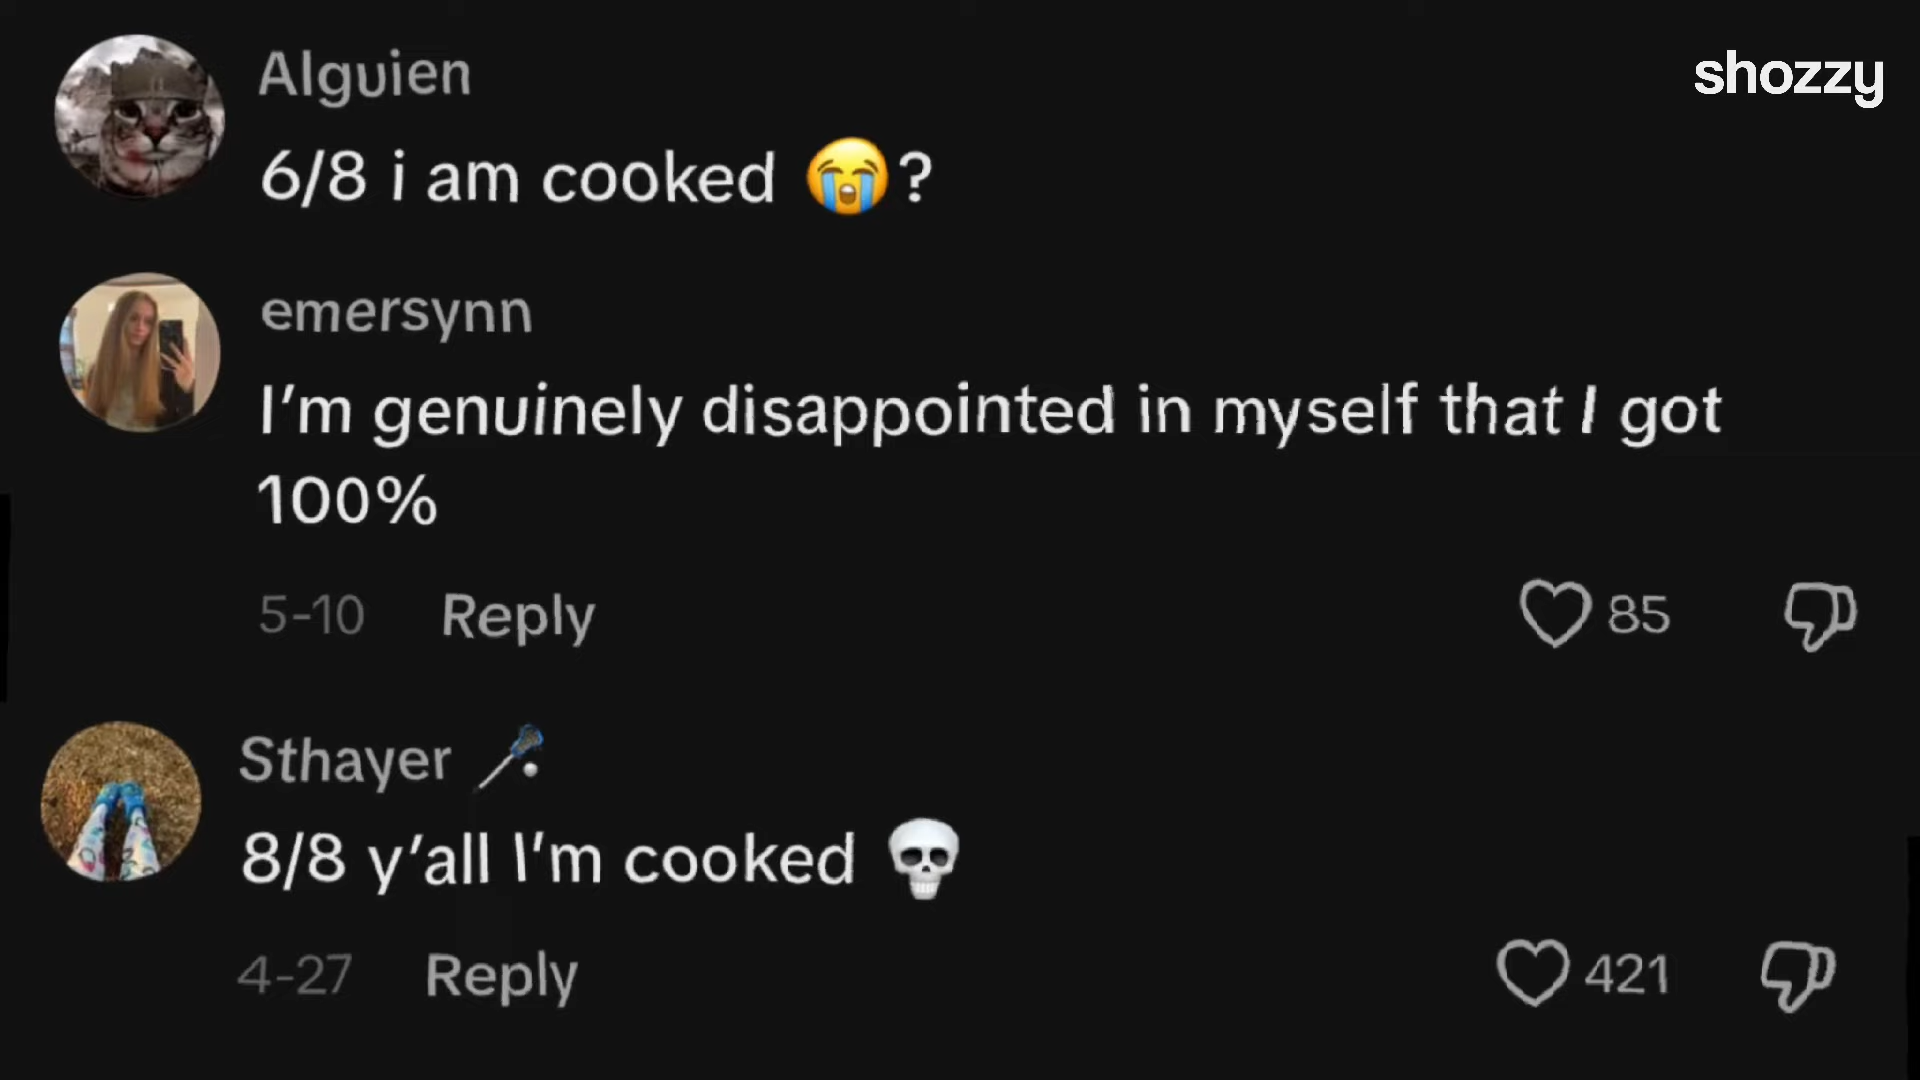 shozzy
Alguien
6/8 i am cooked 😭?
emersynn
I'm genuinely disappointed in myself that I got
100%
5-10 Reply 85
Sthayer 🥍
8/8 y'all I'm cooked 💀
4-27 Reply 421